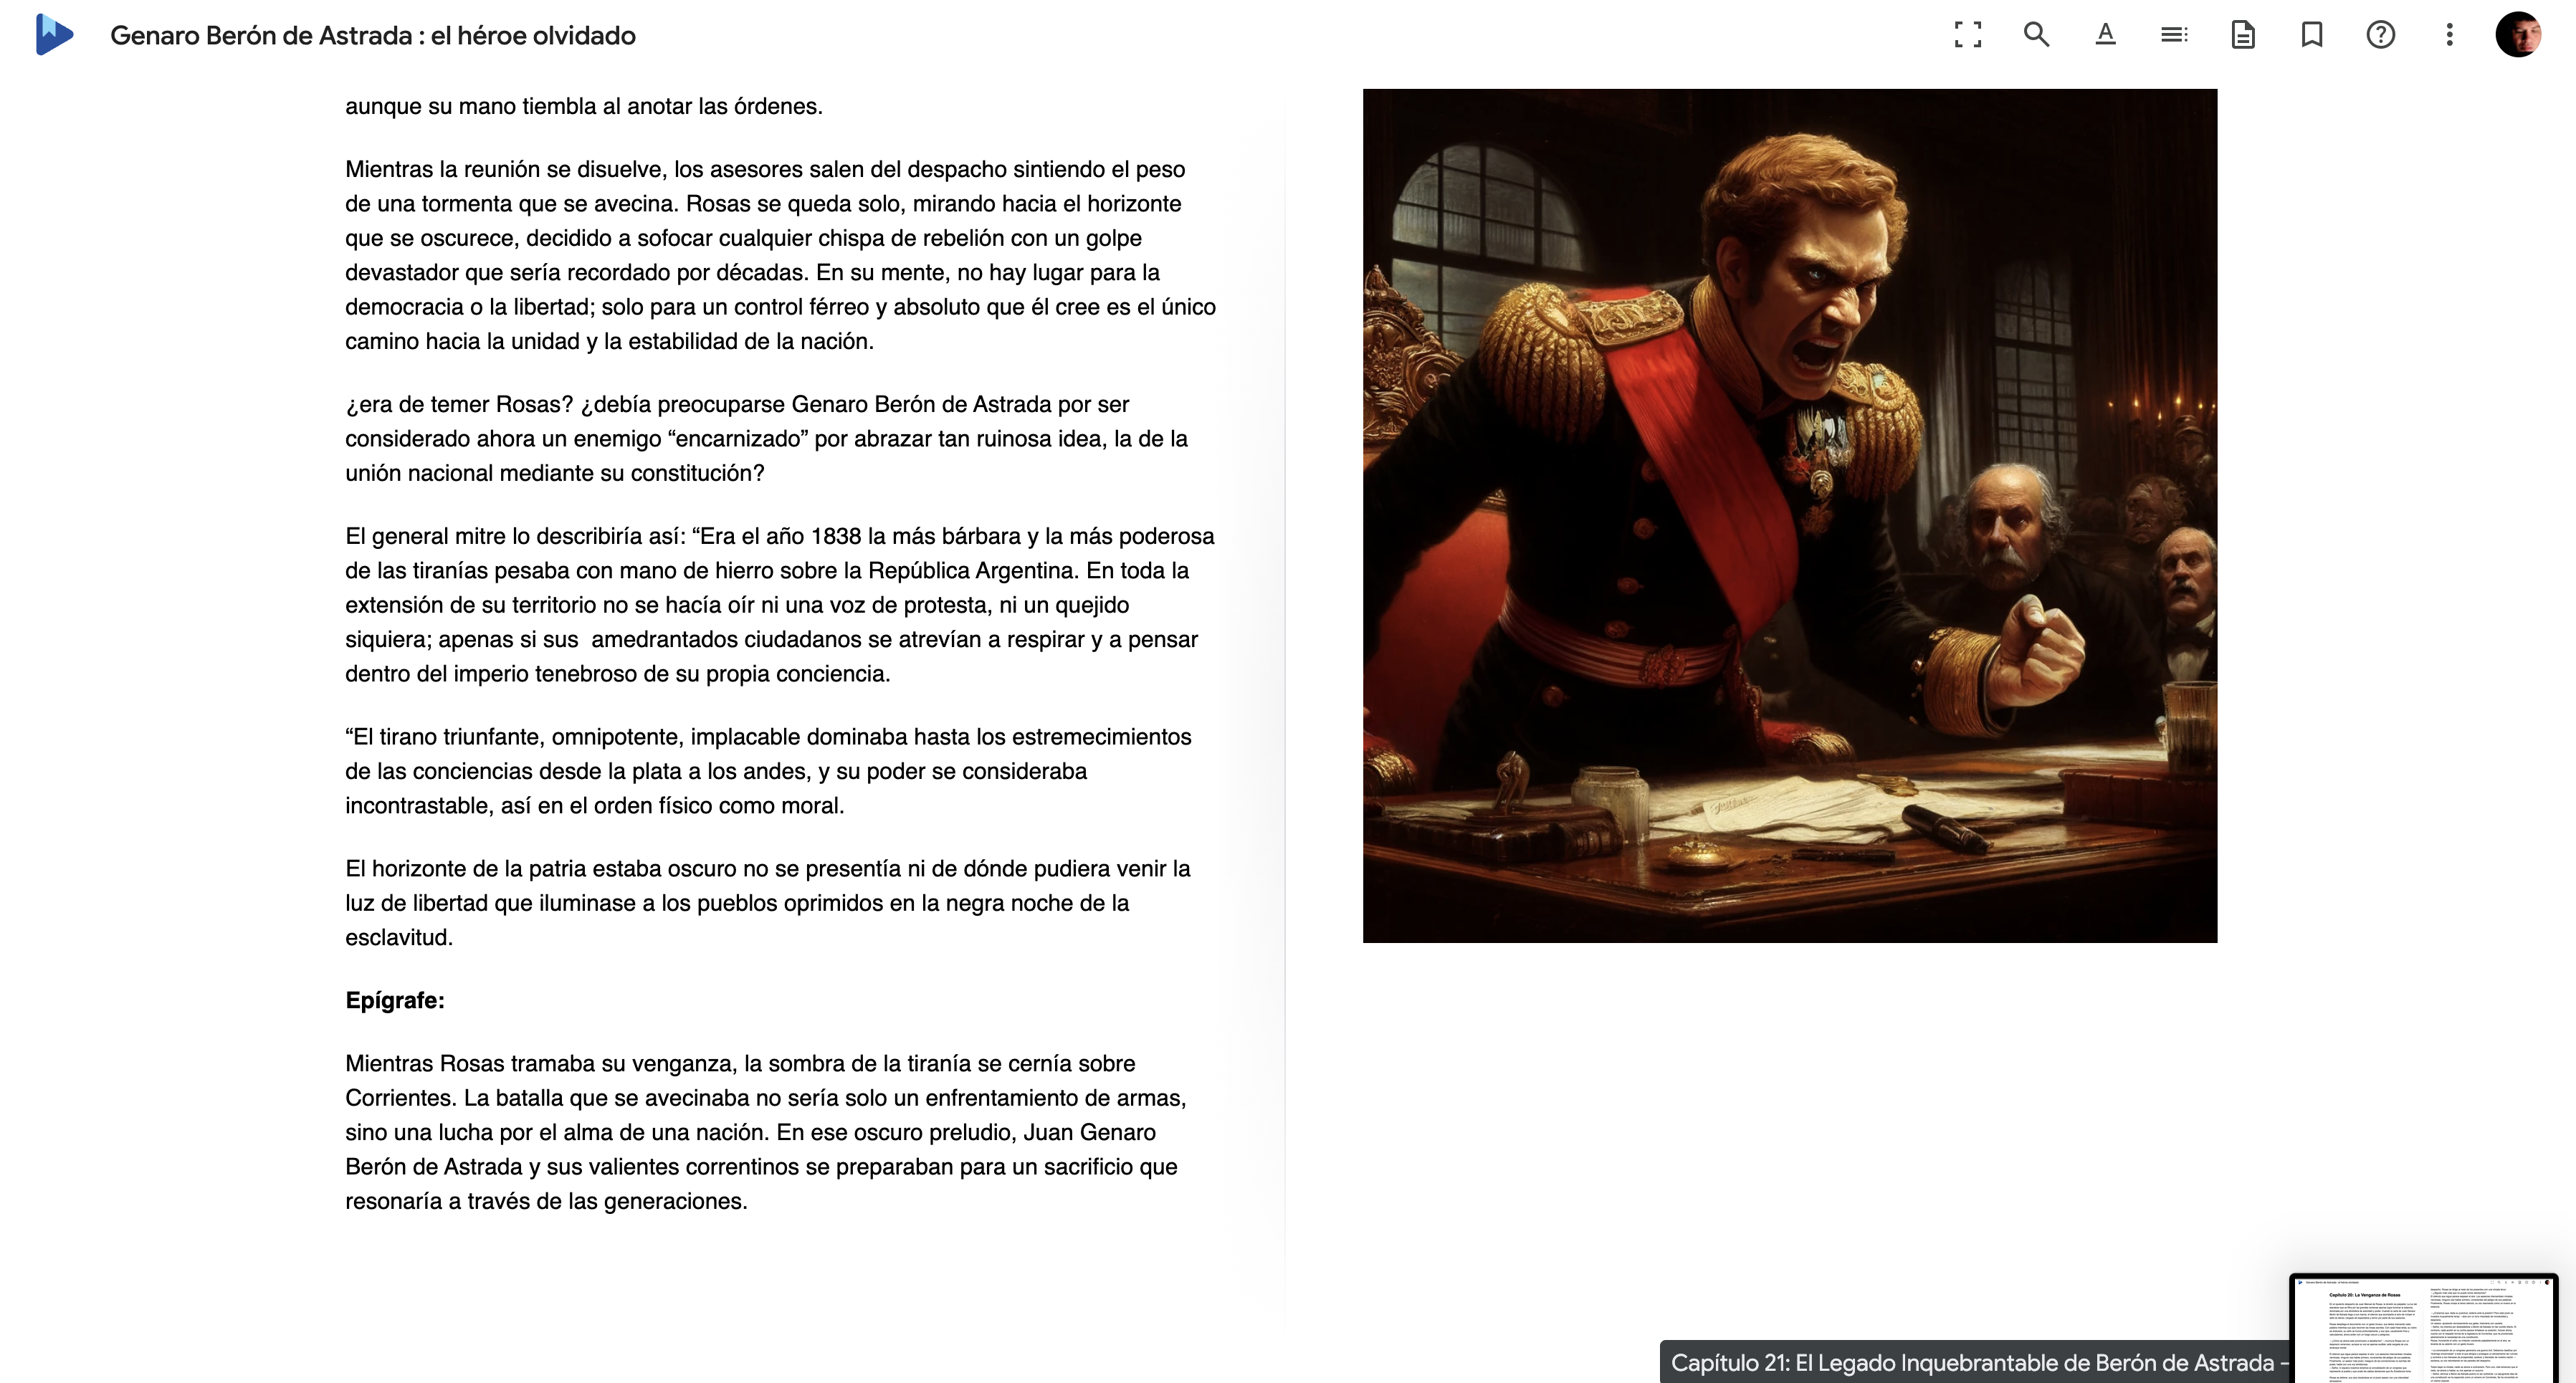 Genaro Berón de Astrada : el héroe olvidado
aunque su mano tiembla al anotar las órdenes.
Mientras la reunión se disuelve, los asesores salen del despacho sintiendo el peso
de una tormenta que se avecina. Rosas se queda solo, mirando hacia el horizonte
que se oscurece, decidido a sofocar cualquier chispa de rebelión con un golpe
devastador que sería recordado por décadas. En su mente, no hay lugar para la
democracia o la libertad; solo para un control férreo y absoluto que él cree es el único
camino hacia la unidad y la estabilidad de la nación.
¿era de temer Rosas? ¿debía preocuparse Genaro Berón de Astrada por ser
considerado ahora un enemigo “encarnizado” por abrazar tan ruinosa idea, la de la
unión nacional mediante su constitución?
El general mitre lo describiría así: “Era el año 1838 la más bárbara y la más poderosa
de las tiranías pesaba con mano de hierro sobre la República Argentina. En toda la
extensión de su territorio no se hacía oír ni una voz de protesta, ni un quejido
siquiera; apenas si sus  amedrantados ciudadanos se atrevían a respirar y a pensar
dentro del imperio tenebroso de su propia conciencia.
“El tirano triunfante, omnipotente, implacable dominaba hasta los estremecimientos
de las conciencias desde la plata a los andes, y su poder se consideraba
incontrastable, así en el orden físico como moral.
El horizonte de la patria estaba oscuro no se presentía ni de dónde pudiera venir la
luz de libertad que iluminase a los pueblos oprimidos en la negra noche de la
esclavitud.
Epígrafe:
Mientras Rosas tramaba su venganza, la sombra de la tiranía se cernía sobre
Corrientes. La batalla que se avecinaba no sería solo un enfrentamiento de armas,
sino una lucha por el alma de una nación. En ese oscuro preludio, Juan Genaro
Berón de Astrada y sus valientes correntinos se preparaban para un sacrificio que
resonaría a través de las generaciones.
Capítulo 21: El Legado Inquebrantable de Berón de Astrada –
Capítulo 20: La Venganza de Rosas